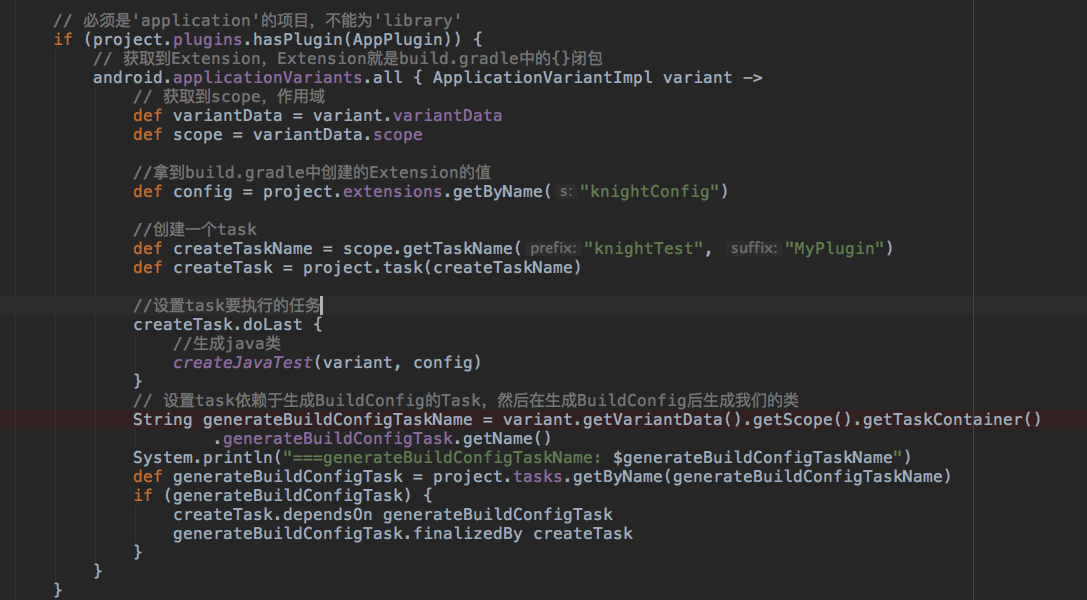 // 必须是'application'的项目，不能为'library'
if (project.plugins.hasPlugin(AppPlugin)) {
// 获取到Extension，Extension就是build.gradle中的{}闭包
android.applicationVariants.all { ApplicationVariantImpl variant ->
// 获取到scope，作用域
def variantData = variant.variantData
def scope = variantData.scope
//拿到build.gradle中创建的Extension的值
def config = project.extensions.getByName( s: "knightConfig")
//创建一个task
def createTaskName = scope.getTaskName( prefix: "knightTest", suffix: "MyPlugin")
def createTask = project.task(createTaskName)
//设置task要执行的任务
createTask.doLast {
//生成java类
createJavaTest(variant, config)
}
// 设置task依赖于生成BuildConfig的Task，然后在生成BuildConfig后生成我们的类
String generateBuildConfigTaskName = variant.getVariantData().getScope().getTaskContainer()
.generateBuildConfigTask.getName()
System.println("===generateBuildConfigTaskName: $generateBuildConfigTaskName")
def generateBuildConfigTask = project.tasks.getByName(generateBuildConfigTaskName)
if (generateBuildConfigTask) {
createTask.dependsOn generateBuildConfigTask
generateBuildConfigTask.finalizedBy createTask
}
}
}